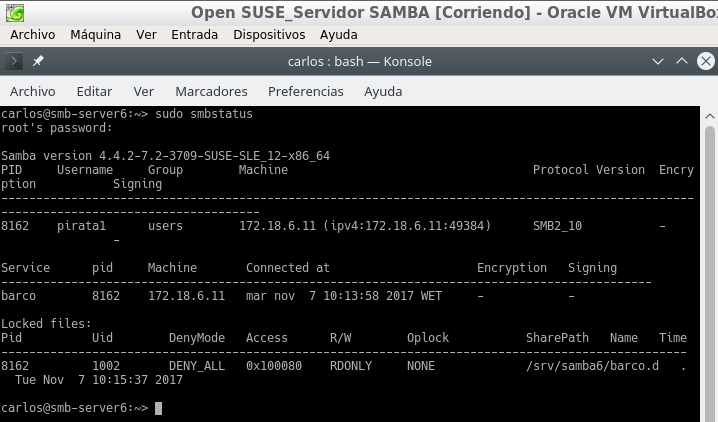 Open SUSE_Servidor SAMBA [Corriendo] - Oracle VM VirtualBox
Archivo Máquina Ver Entrada Dispositivos Ayuda
carlos : bash — Konsole
Archivo Editar Ver Marcadores Preferencias Ayuda
carlos@smb-server6:~> sudo smbstatus
root's password:
Samba version 4.4.2-7.2-3709-SUSE-SLE_12-x86_64
PID Username Group Machine Protocol Version Encry
ption Signing
----------------------------------------------------------------------------------------------------
-------------------------------------
8162 pirata1 users 172.18.6.11 (ipv4:172.18.6.11:49384) SMB2_10 -
-
Service pid Machine Connected at Encryption Signing
---------------------------------------------------------------------------------------------
barco 8162 172.18.6.11 mar nov 7 10:13:58 2017 WET - -
Locked files:
Pid Uid DenyMode Access R/W Oplock SharePath Name Time
--------------------------------------------------------------------------------------------------
8162 1002 DENY_ALL 0x100080 RDONLY NONE /srv/samba6/barco.d .
Tue Nov 7 10:15:37 2017
carlos@smb-server6:~>